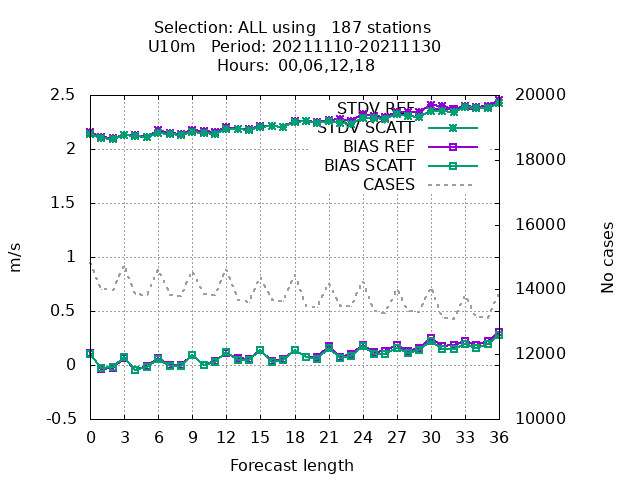 Selection: ALL using   187 stations
U10m   Period: 20211110-20211130
Hours:  00,06,12,18
2.5
2
1.5
1
0.5
0
-0.5
m/s
STDV REF
STDV SCATT
BIAS REF
BIAS SCATT
CASES
20000
18000
16000
14000
12000
10000
No cases
0 3 6 9 12 15 18 21 24 27 30 33 36
Forecast length